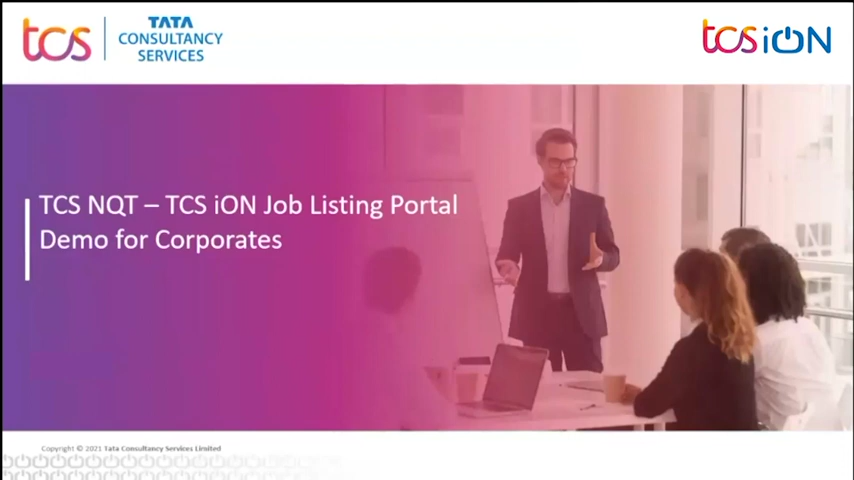 tcs
TATA
CONSULTANCY
SERVICES
tcs iON
TCS NQT – TCS iON Job Listing Portal
Demo for Corporates
Copyright © 2021 Tata Consultancy Services Limited